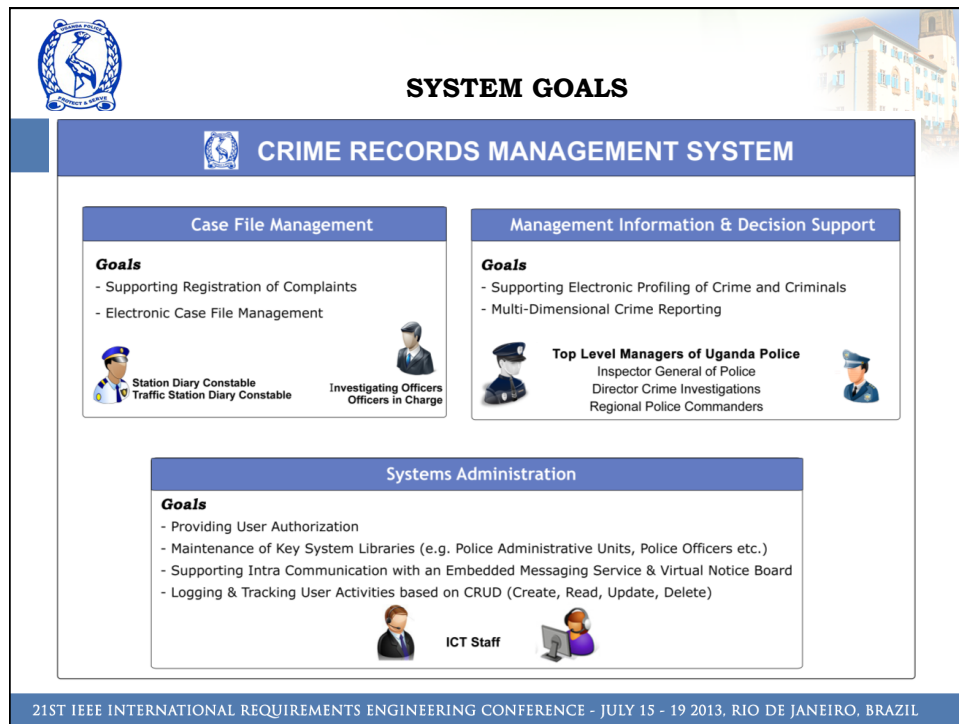 UGANDA POLICE
PROTECT & SERVE
SYSTEM GOALS
CRIME RECORDS MANAGEMENT SYSTEM
Case File Management
Goals
- Supporting Registration of Complaints
- Electronic Case File Management
Station Diary Constable
Traffic Station Diary Constable
Investigating Officers
Officers in Charge
Management Information & Decision Support
Goals
- Supporting Electronic Profiling of Crime and Criminals
- Multi-Dimensional Crime Reporting
Top Level Managers of Uganda Police
Inspector General of Police
Director Crime Investigations
Regional Police Commanders
Systems Administration
Goals
- Providing User Authorization
- Maintenance of Key System Libraries (e.g. Police Administrative Units, Police Officers etc.)
- Supporting Intra Communication with an Embedded Messaging Service & Virtual Notice Board
- Logging & Tracking User Activities based on CRUD (Create, Read, Update, Delete)
ICT Staff
21ST IEEE INTERNATIONAL REQUIREMENTS ENGINEERING CONFERENCE - JULY 15 - 19 2013, RIO DE JANEIRO, BRAZIL